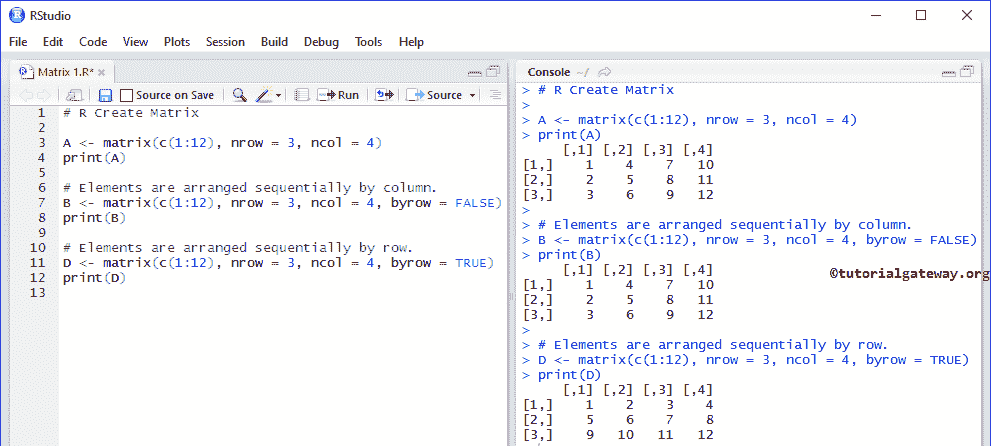 RStudio
File Edit Code View Plots Session Build Debug Tools Help
Matrix 1.R*
Source on Save Run Source
1 # R Create Matrix
2
3 A <- matrix(c(1:12), nrow = 3, ncol = 4)
4 print(A)
5
6 # Elements are arranged sequentially by column.
7 B <- matrix(c(1:12), nrow = 3, ncol = 4, byrow = FALSE)
8 print(B)
9
10 # Elements are arranged sequentially by row.
11 D <- matrix(c(1:12), nrow = 3, ncol = 4, byrow = TRUE)
12 print(D)
13
Console ~/
> # R Create Matrix
>
> A <- matrix(c(1:12), nrow = 3, ncol = 4)
> print(A)
     [,1] [,2] [,3] [,4]
[1,]    1    4    7   10
[2,]    2    5    8   11
[3,]    3    6    9   12
>
> # Elements are arranged sequentially by column.
> B <- matrix(c(1:12), nrow = 3, ncol = 4, byrow = FALSE)
> print(B)
     [,1] [,2] [,3] [,4]
[1,]    1    4    7   10
[2,]    2    5    8   11
[3,]    3    6    9   12
>
> # Elements are arranged sequentially by row.
> D <- matrix(c(1:12), nrow = 3, ncol = 4, byrow = TRUE)
> print(D)
     [,1] [,2] [,3] [,4]
[1,]    1    2    3    4
[2,]    5    6    7    8
[3,]    9   10   11   12
©tutorialgateway.org